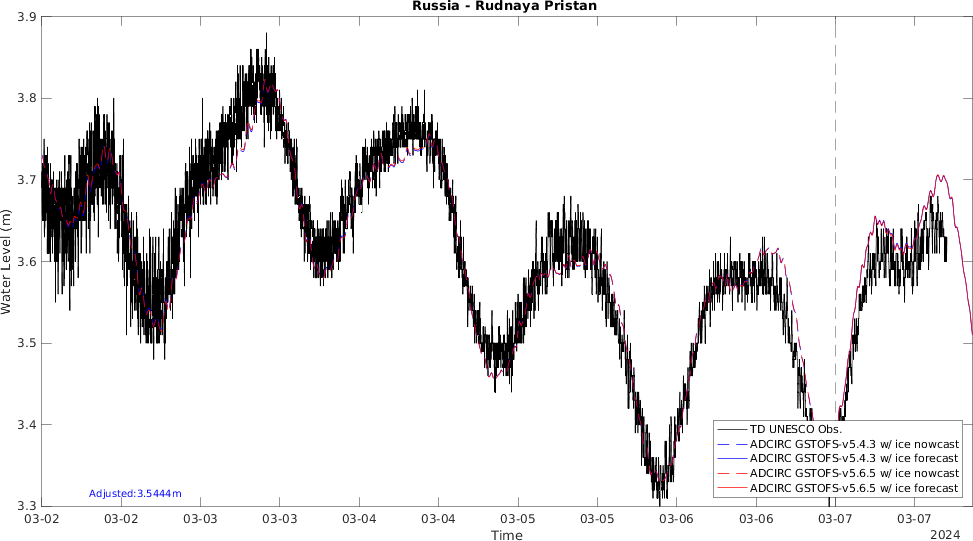 Russia - Rudnaya Pristan
3.9
3.8
3.7
3.6
3.5
3.4
3.3
Water Level (m)
TD UNESCO Obs.
ADCIRC GSTOFS-v5.4.3 w/ ice nowcast
ADCIRC GSTOFS-v5.4.3 w/ ice forecast
ADCIRC GSTOFS-v5.6.5 w/ ice nowcast
ADCIRC GSTOFS-v5.6.5 w/ ice forecast
Adjusted:3.5444m
03-02 03-02 03-03 03-03 03-04 03-04 03-05 03-05 03-06 03-06 03-07 03-07
Time
2024